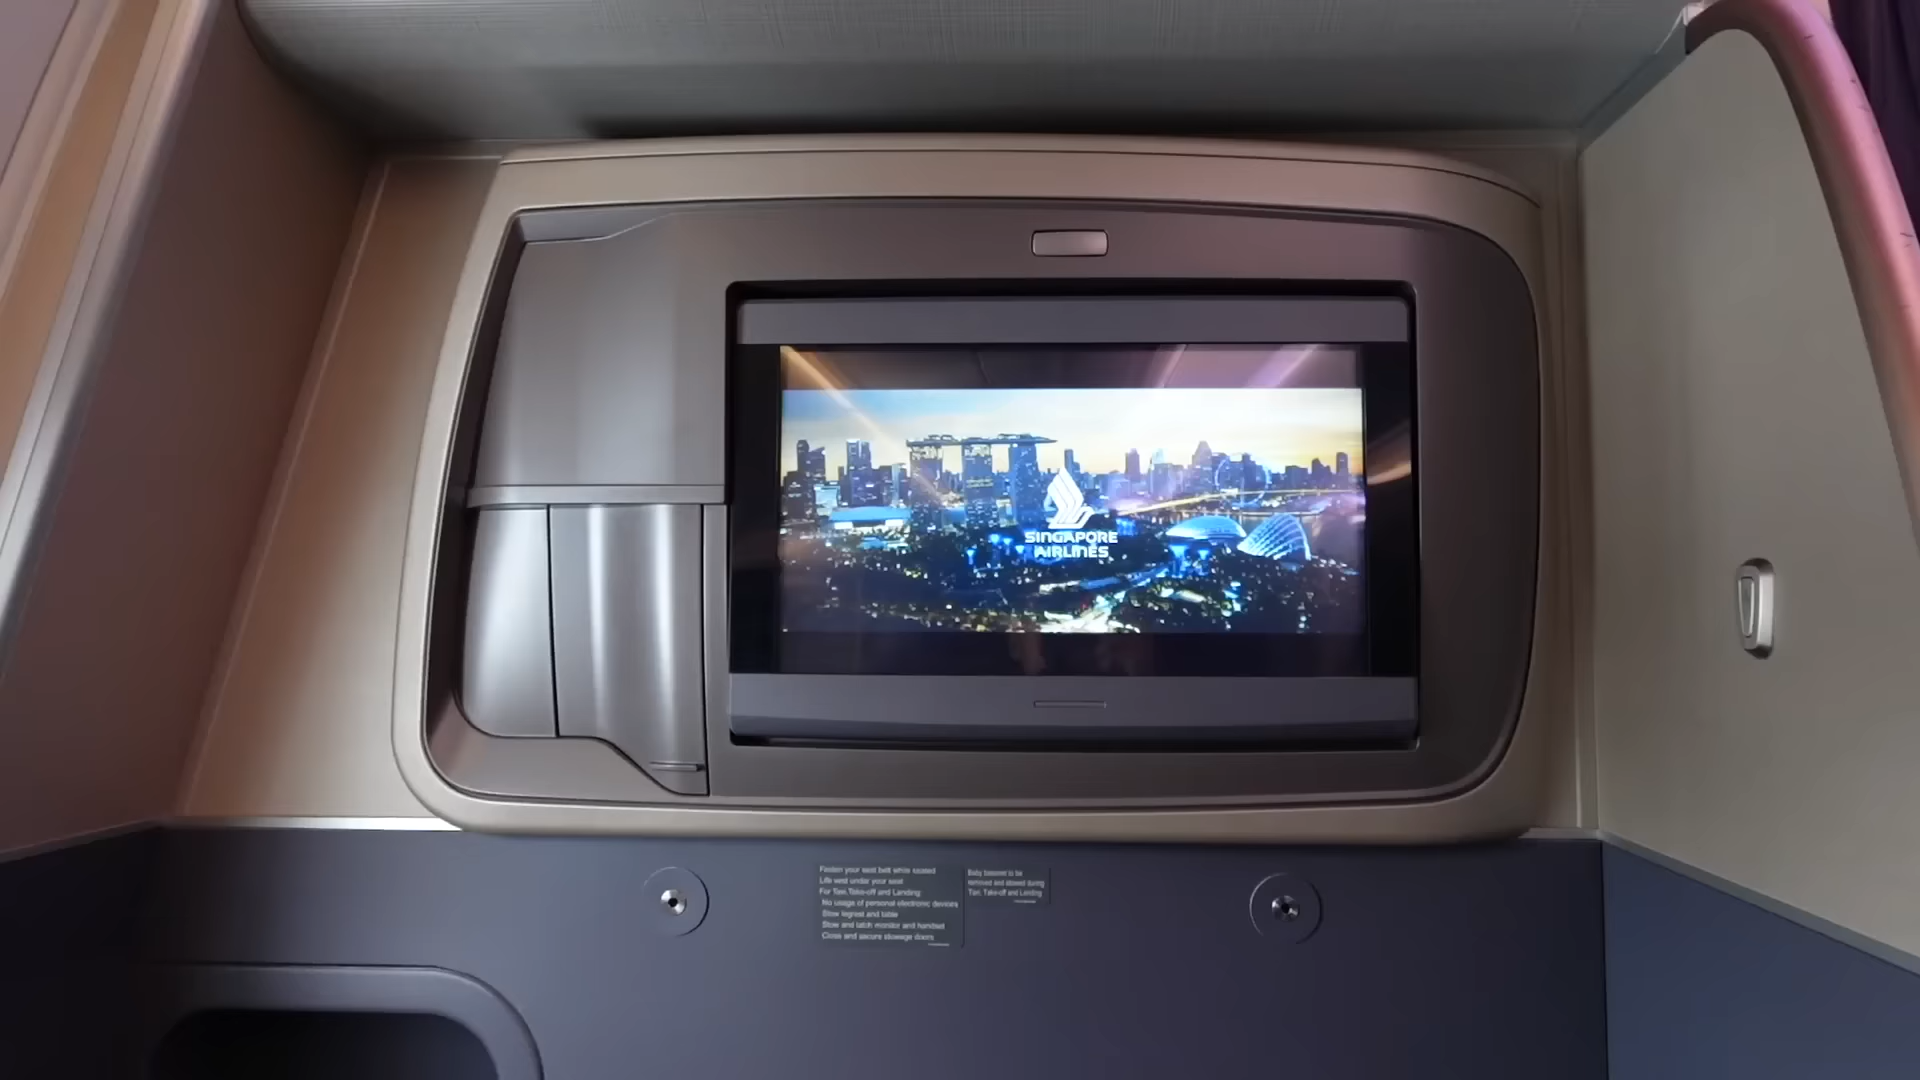 SINGAPORE
AIRLINES
Fasten your seat belt while seated
Life vest under your seat
For Taxi, Take-off and Landing:
No usage of personal electronic devices
Stow legrest and table
Stow and latch monitor and handset
Close and secure stowage doors
Baby bassinet to be
removed and stowed during
Taxi, Take-off and Landing